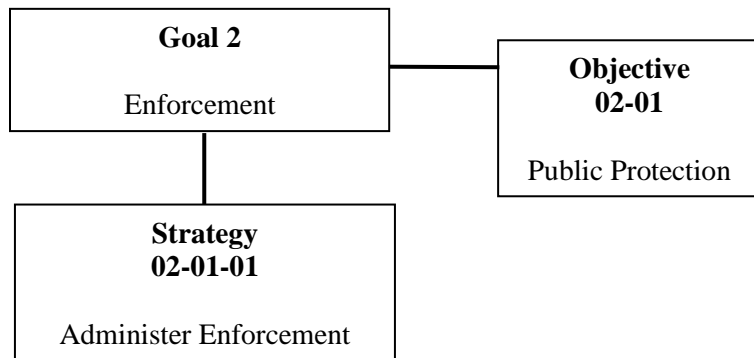 Goal 2
Enforcement
Objective
02-01
Public Protection
Strategy
02-01-01
Administer Enforcement